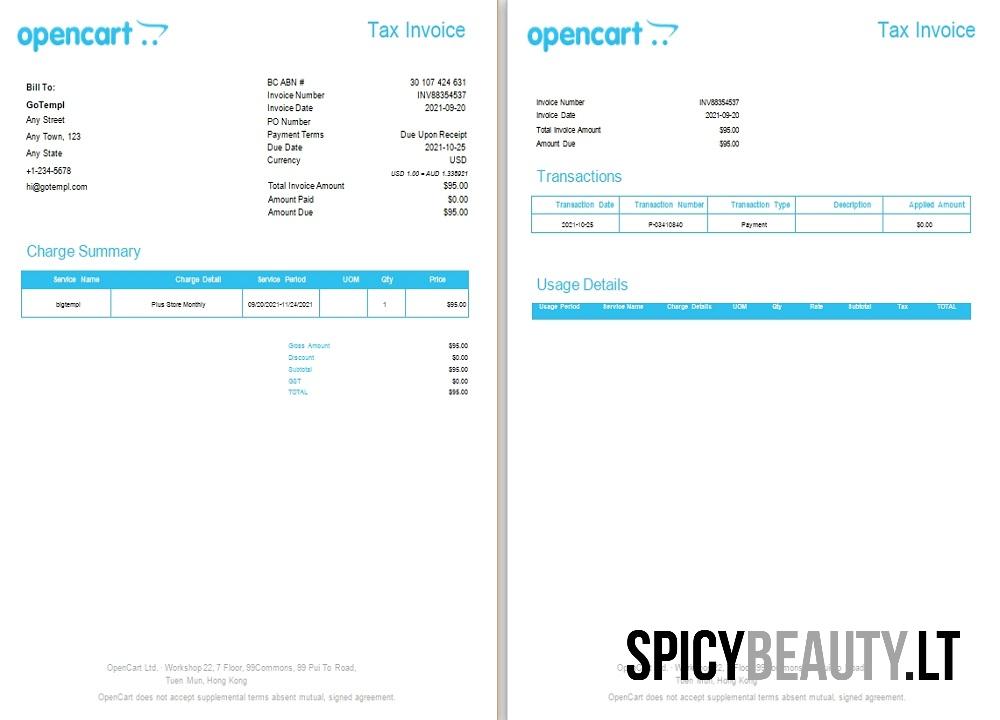 opencart
Tax Invoice
Bill To:
GoTempl
Any Street
Any Town, 123
Any State
+1-234-5678
hi@gotempl.com
BC ABN # 30 107 424 631
Invoice Number INV88354537
Invoice Date 2021-09-20
PO Number
Payment Terms Due Upon Receipt
Due Date 2021-10-25
Currency USD
USD 1.00 = AUD 1.338921
Total Invoice Amount $95.00
Amount Paid $0.00
Amount Due $95.00
Charge Summary
Service Name Charge Detail Service Period UOM Qty Price
bigtempl Plus Store Monthly 09/20/2021-11/24/2021 1 $95.00
Gross Amount $95.00
Discount $0.00
Subtotal $95.00
GST $0.00
TOTAL $95.00
OpenCart Ltd. · Workshop 22, 7 Floor, 99Commons, 99 Pui To Road,
Tuen Mun, Hong Kong
OpenCart does not accept supplemental terms absent mutual, signed agreement.
opencart
Tax Invoice
Invoice Number INV88354537
Invoice Date 2021-09-20
Total Invoice Amount $95.00
Amount Due $95.00
Transactions
Transaction Date Transaction Number Transaction Type Description Applied Amount
2021-10-25 P-03410840 Payment $0.00
Usage Details
Usage Period Service Name Charge Details UOM Qty Rate Subtotal Tax TOTAL
SPICYBEAUTY.LT
Tuen Mun, Hong Kong
OpenCart does not accept supplemental terms absent mutual, signed agreement.